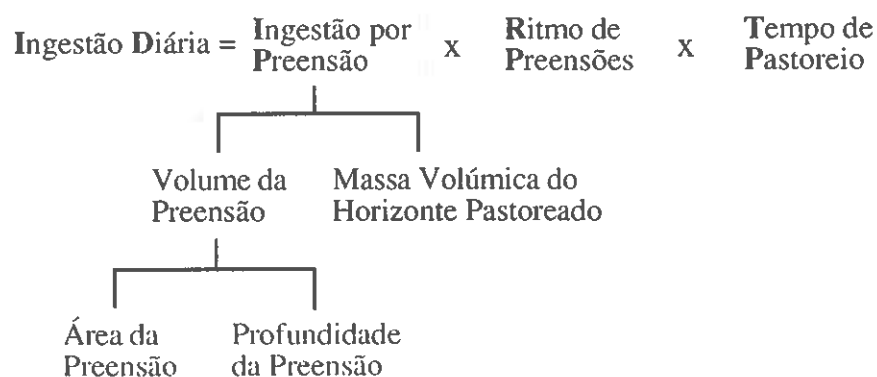 Ingestão Diária = Ingestão por Preensão x Ritmo de Preensões x Tempo de Pastoreio
Volume da Preensão
Massa Volúmica do Horizonte Pastoreado
Área da Preensão
Profundidade da Preensão